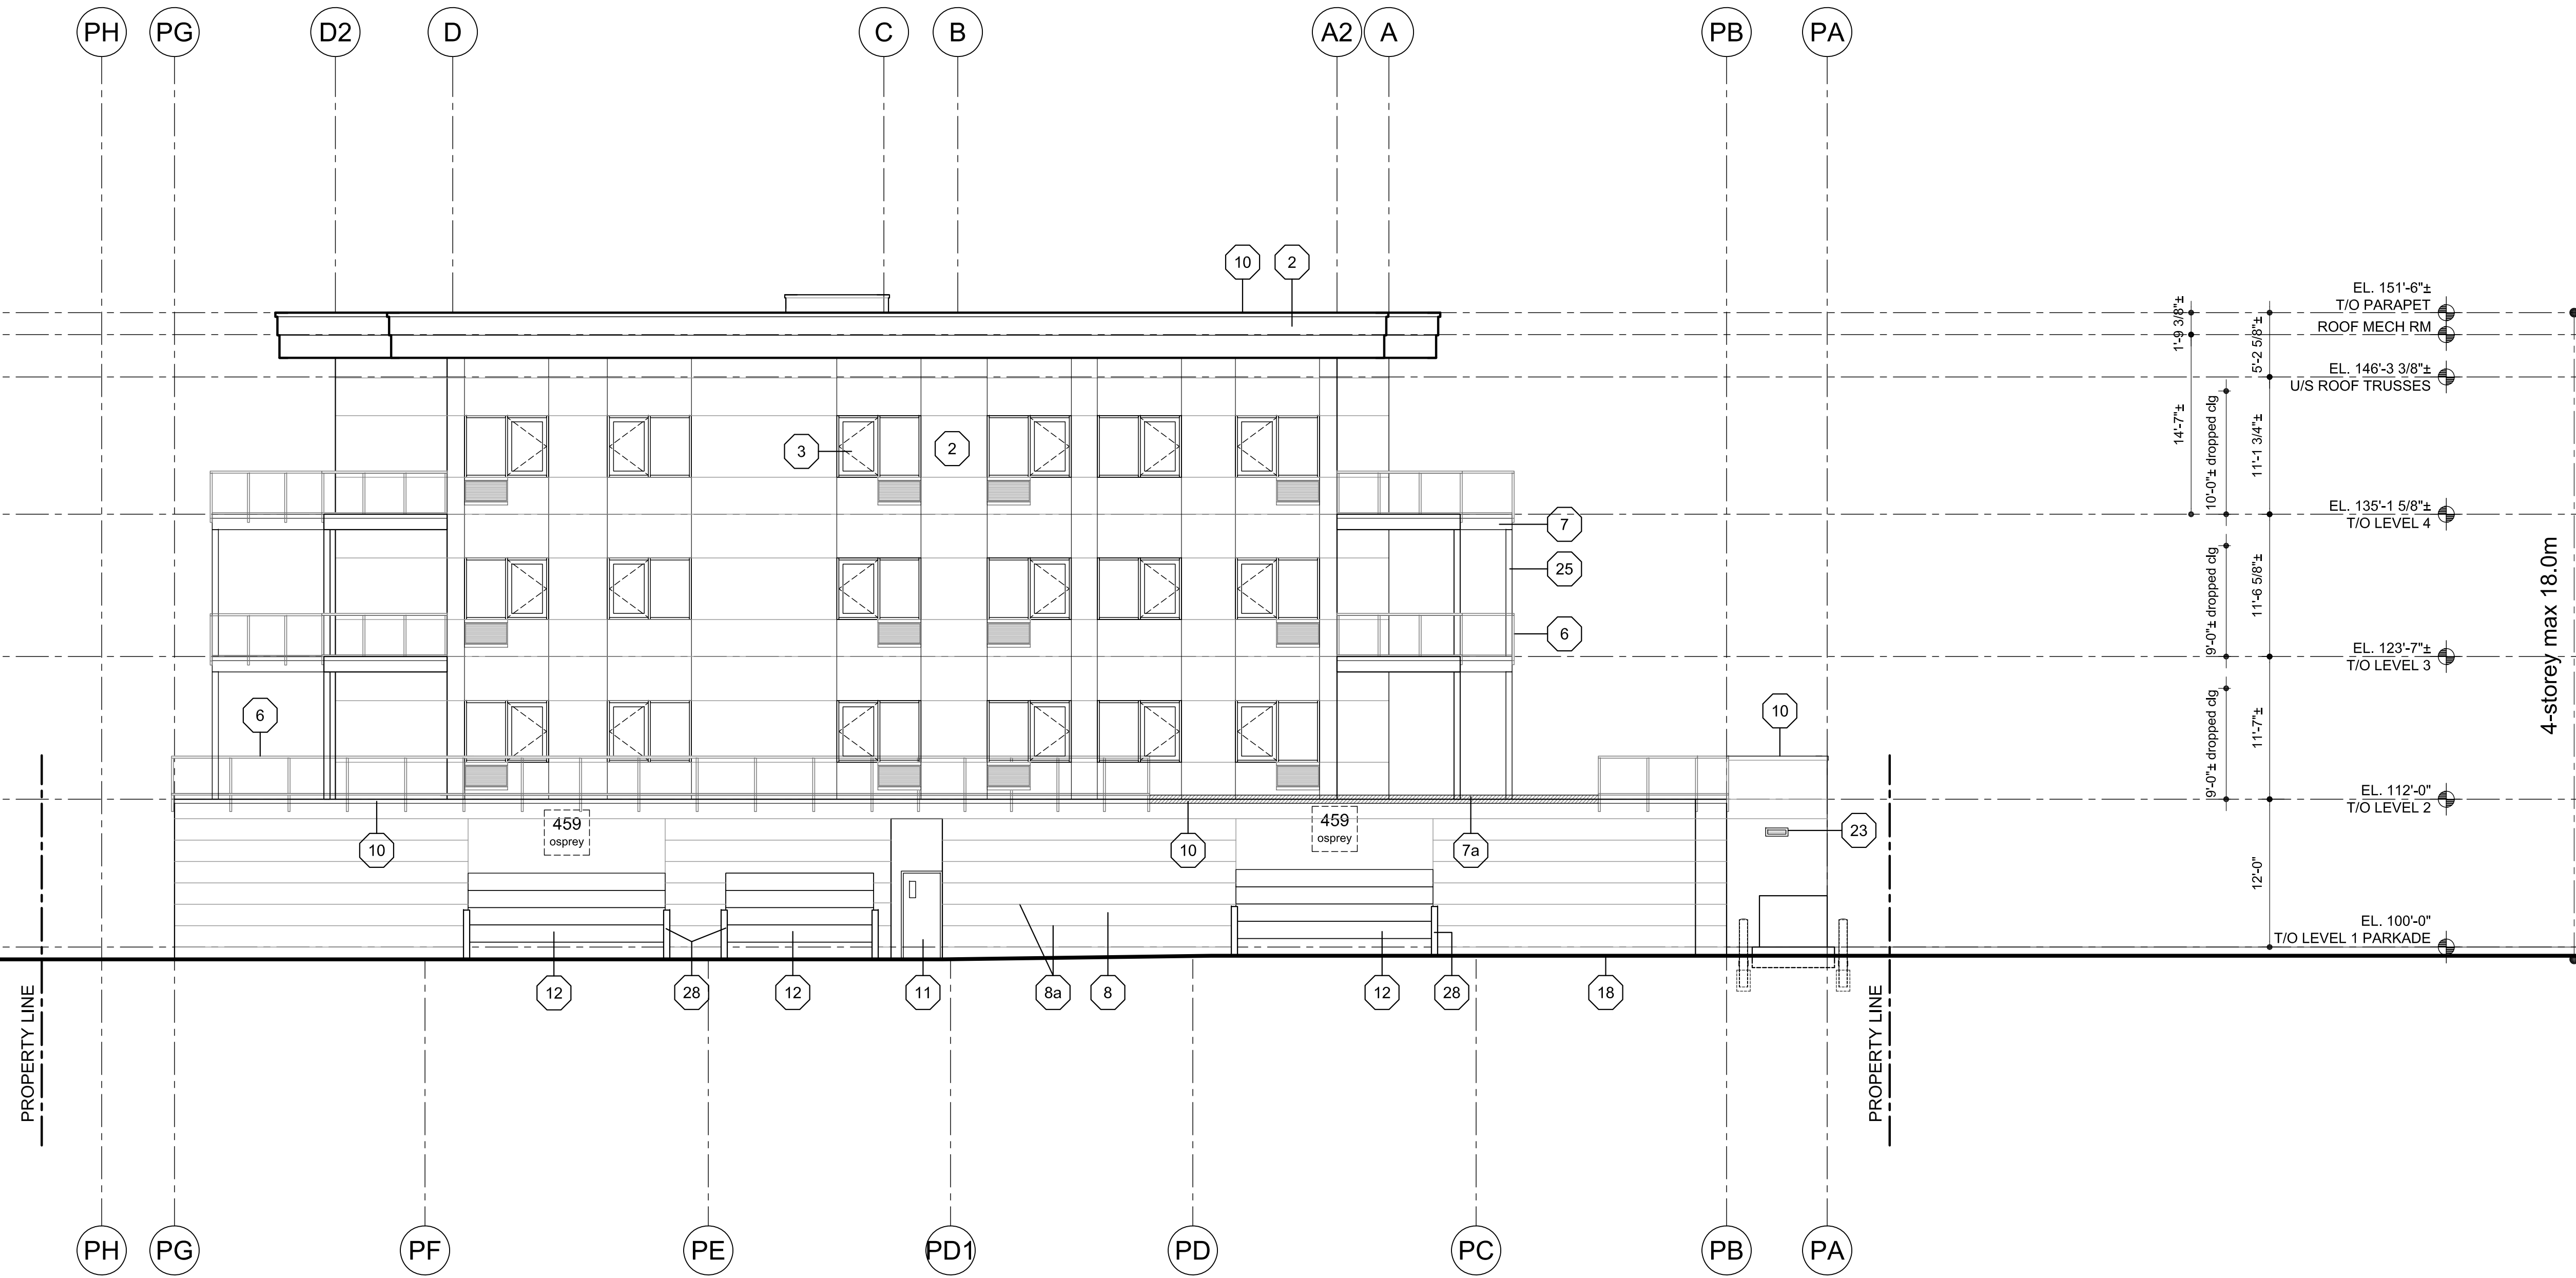 PH PG D2 D C B A2 A PB PA
10 2
EL. 151'-6"±
T/O PARAPET
ROOF MECH RM
1'-9 3/8"±
5'-2 5/8"±
EL. 146'-3 3/8"±
U/S ROOF TRUSSES
3 2
14'-7"±
10'-0"± dropped clg
11'-1 3/4"±
EL. 135'-1 5/8"±
T/O LEVEL 4
7
25
6
9'-0"± dropped clg
11'-6 5/8"±
EL. 123'-7"±
T/O LEVEL 3
4-storey max 18.0m
6
10
9'-0"± dropped clg
11'-7"±
EL. 112'-0"
T/O LEVEL 2
459
osprey
459
osprey
10 10 7a 23
12'-0"
EL. 100'-0"
T/O LEVEL 1 PARKADE
12 28 12 11 8a 8 12 28 18
PROPERTY LINE
PROPERTY LINE
PH PG PF PE PD1 PD PC PB PA